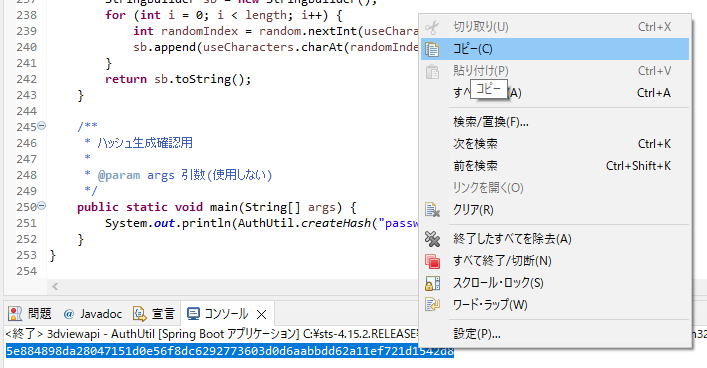 237 StringBuilder sb = new StringBuilder();
238 for (int i = 0; i < length; i++) {
239 int randomIndex = random.nextInt(useChara
240 sb.append(useCharacters.charAt(randomInde
241 }
242 return sb.toString();
243 }
244
245 /**
246 * ハッシュ生成確認用
247 *
248 * @param args 引数(使用しない)
249 */
250 public static void main(String[] args) {
251 System.out.println(AuthUtil.createHash("passw
252 }
253 }
254
切り取り(U) Ctrl+X
コピー(C)
貼り付け(P) Ctrl+V
コピー
すべ A) Ctrl+A
検索/置換(F)...
次を検索 Ctrl+K
前を検索 Ctrl+Shift+K
リンクを開く(O)
クリア(R)
終了したすべてを除去(A)
すべて終了/切断(N)
スクロール・ロック(S)
ワード・ラップ(W)
設定(P)...
問題 @ Javadoc 宣言 コンソール
<終了> 3dviewapi - AuthUtil [Spring Boot アプリケーション] C:¥sts-4.15.2.RELEASE¥
5e884898da28047151d0e56f8dc6292773603d0d6aabbdd62a11ef721d1542d8